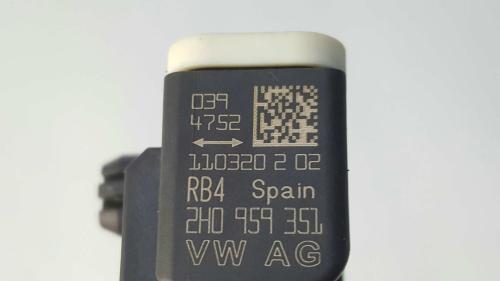 039
4752
110320 2 02
RB4 Spain
2H0 959 351
VW AG